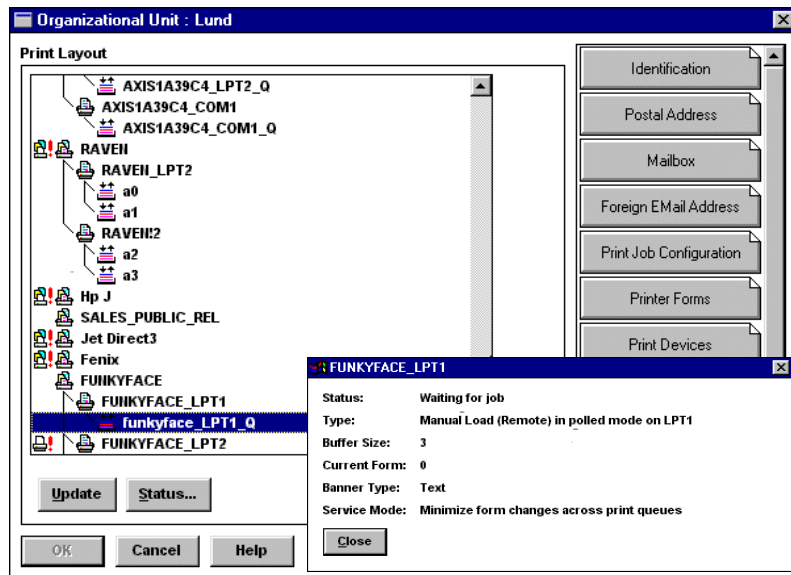 Organizational Unit : Lund
Print Layout
AXIS1A39C4_LPT2_Q
AXIS1A39C4_COM1
AXIS1A39C4_COM1_Q
RAVEN
RAVEN_LPT2
a0
a1
RAVEN!2
a2
a3
Hp J
SALES_PUBLIC_REL
Jet Direct3
Fenix
FUNKYFACE
FUNKYFACE_LPT1
funkyface_LPT1_Q
FUNKYFACE_LPT2
Update
Status...
OK
Cancel
Help
Identification
Postal Address
Mailbox
Foreign EMail Address
Print Job Configuration
Printer Forms
Print Devices
FUNKYFACE_LPT1
Status: Waiting for job
Type: Manual Load (Remote) in polled mode on LPT1
Buffer Size: 3
Current Form: 0
Banner Type: Text
Service Mode: Minimize form changes across print queues
Close